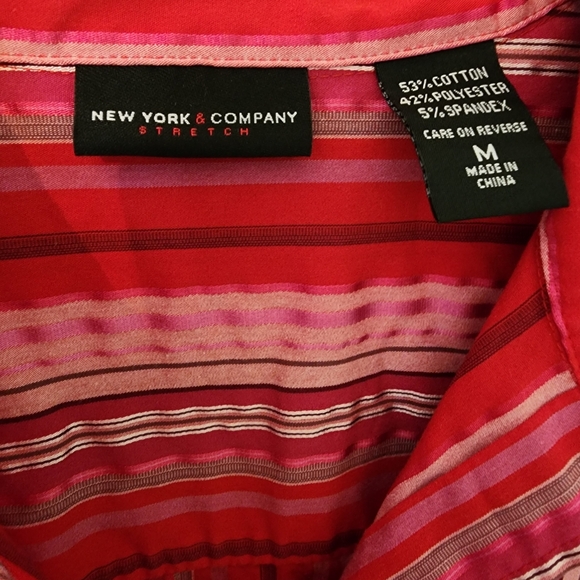 NEW YORK & COMPANY
STRETCH
53% COTTON
42% POLYESTER
5% SPANDEX
CARE ON REVERSE
M
MADE IN
CHINA